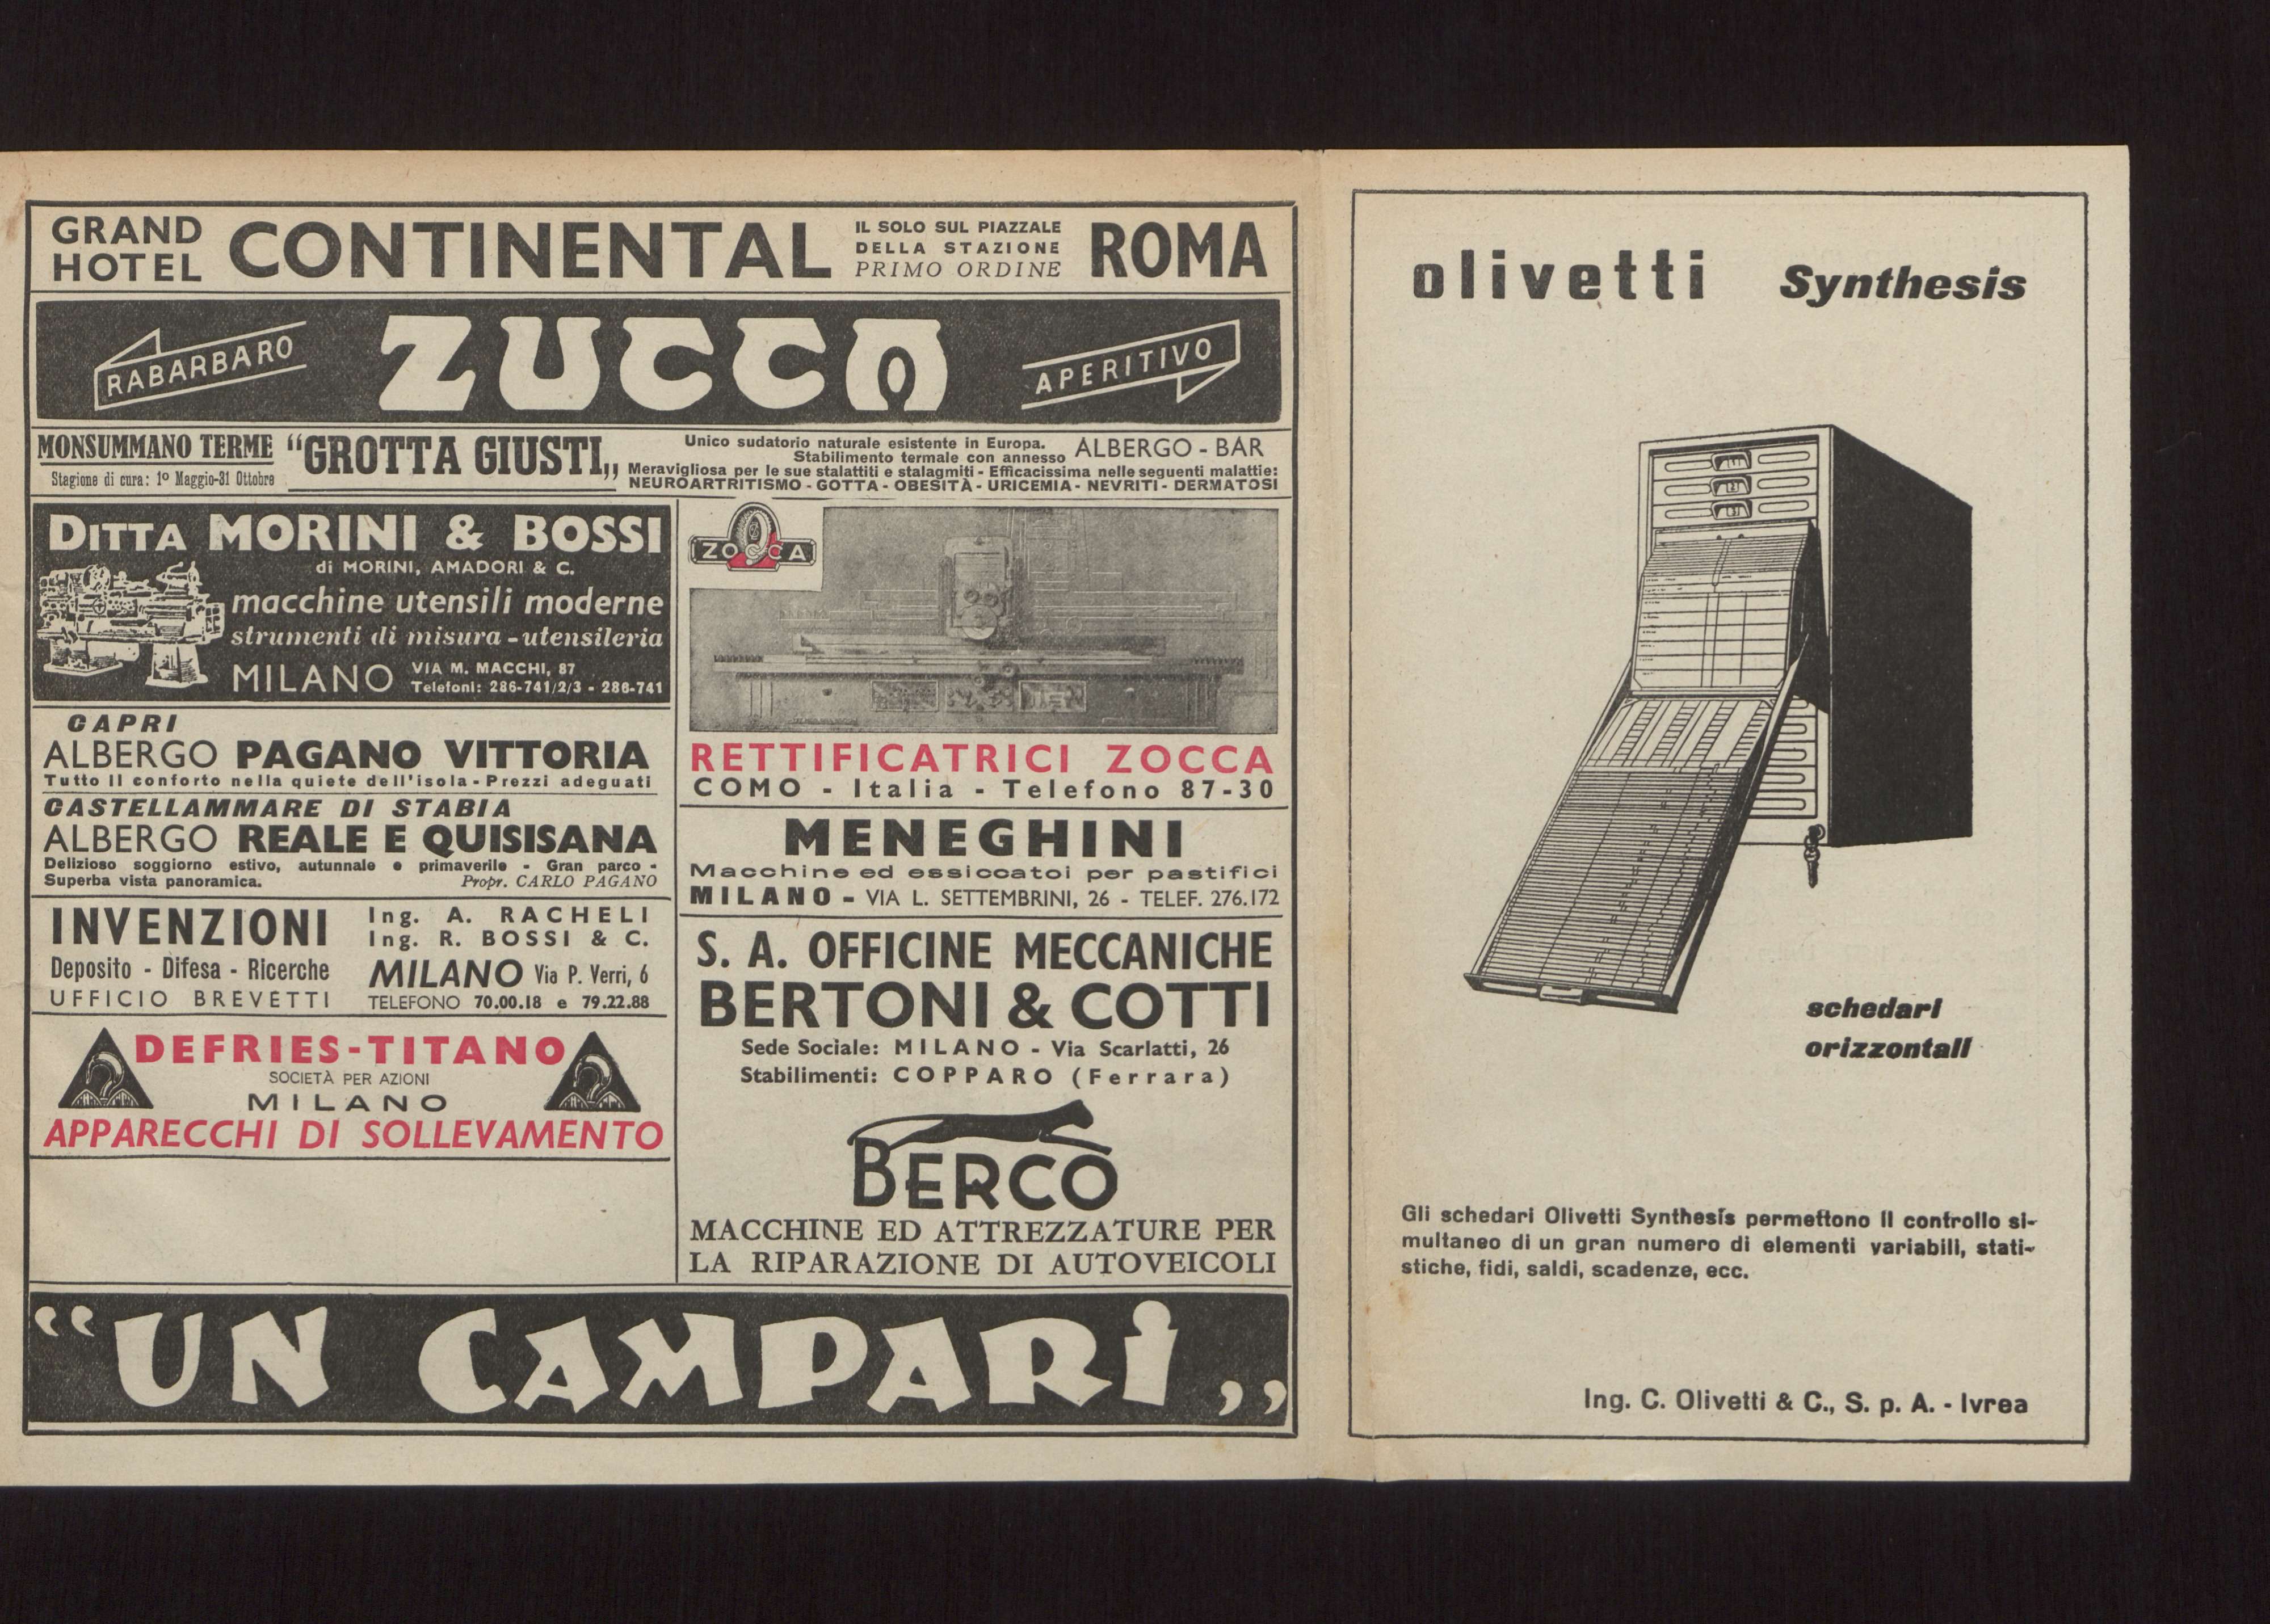 GRAND HOTEL CONTINENTAL
IL SOLO SUL PIAZZALE
DELLA STAZIONE
PRIMO ORDINE
ROMA
RABARBARO ZUCCA APERITIVO
MONSUMMANO TERME
Stagione di cura: 1º Maggio-31 Ottobre
“GROTTA GIUSTI„
Unico sudatorio naturale esistente in Europa.
Stabilimento termale con annesso ALBERGO - BAR
Meravigliosa per le sue stalattiti e stalagmiti - Efficacissima nelle seguenti malattie:
NEUROARTRITISMO - GOTTA - OBESITÀ - URICEMIA - NEVRITI - DERMATOSI
DITTA MORINI & BOSSI
di MORINI, AMADORI & C.
macchine utensili moderne
strumenti di misura - utensileria
MILANO
VIA M. MACCHI, 87
Telefoni: 286-741/2/3 - 286-741
CAPRI
ALBERGO PAGANO VITTORIA
Tutto il conforto nella quiete dell'isola - Prezzi adeguati
CASTELLAMMARE DI STABIA
ALBERGO REALE E QUISISANA
Delizioso soggiorno estivo, autunnale e primaverile - Gran parco -
Superba vista panoramica. Propr. CARLO PAGANO
INVENZIONI
Deposito - Difesa - Ricerche
UFFICIO BREVETTI
Ing. A. RACHELI
Ing. R. BOSSI & C.
MILANO Via P. Verri, 6
TELEFONO 70.00.18 e 79.22.88
DEFRIES-TITANO
SOCIETÀ PER AZIONI
MILANO
APPARECCHI DI SOLLEVAMENTO
ZOCCA
RETTIFICATRICI ZOCCA
COMO - Italia - Telefono 87-30
MENEGHINI
Macchine ed essiccatoi per pastifici
MILANO - VIA L. SETTEMBRINI, 26 - TELEF. 276.172
S. A. OFFICINE MECCANICHE
BERTONI & COTTI
Sede Sociale: MILANO - Via Scarlatti, 26
Stabilimenti: COPPARO (Ferrara)
BERCO
MACCHINE ED ATTREZZATURE PER
LA RIPARAZIONE DI AUTOVEICOLI
“UN CAMPARI„
olivetti Synthesis
1
2
3
schedari
orizzontali
Gli schedari Olivetti Synthesis permettono il controllo si-
multaneo di un gran numero di elementi variabili, stati-
stiche, fidi, saldi, scadenze, ecc.
Ing. C. Olivetti & C., S. p. A. - Ivrea